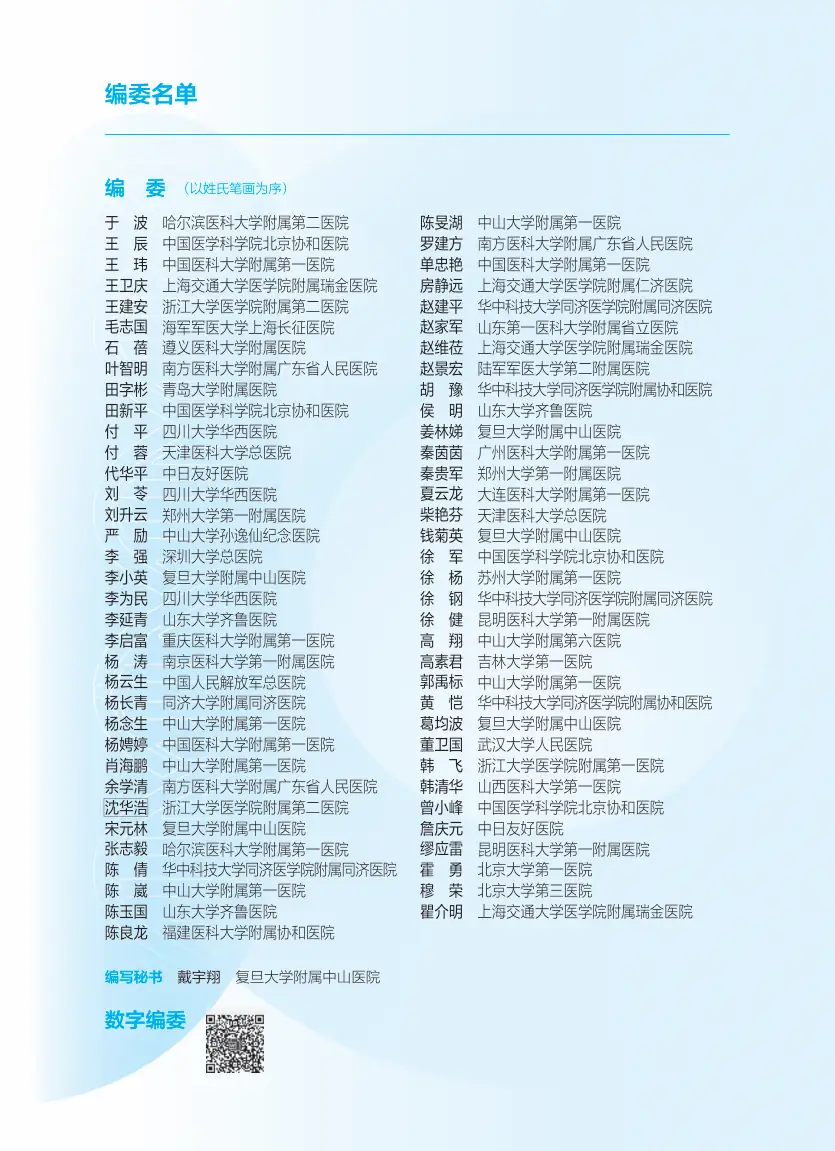 编委名单
编　委　（以姓氏笔画为序）
于　波　哈尔滨医科大学附属第二医院
王　辰　中国医学科学院北京协和医院
王　玮　中国医科大学附属第一医院
王卫庆　上海交通大学医学院附属瑞金医院
王建安　浙江大学医学院附属第二医院
毛志国　海军军医大学上海长征医院
石　蓓　遵义医科大学附属医院
叶智明　南方医科大学附属广东省人民医院
田字彬　青岛大学附属医院
田新平　中国医学科学院北京协和医院
付　平　四川大学华西医院
付　蓉　天津医科大学总医院
代华平　中日友好医院
刘　苓　四川大学华西医院
刘升云　郑州大学第一附属医院
严　励　中山大学孙逸仙纪念医院
李　强　深圳大学总医院
李小英　复旦大学附属中山医院
李为民　四川大学华西医院
李延青　山东大学齐鲁医院
李启富　重庆医科大学附属第一医院
杨　涛　南京医科大学第一附属医院
杨云生　中国人民解放军总医院
杨长青　同济大学附属同济医院
杨念生　中山大学附属第一医院
杨娉婷　中国医科大学附属第一医院
肖海鹏　中山大学附属第一医院
余学清　南方医科大学附属广东省人民医院
沈华浩　浙江大学医学院附属第二医院
宋元林　复旦大学附属中山医院
张志毅　哈尔滨医科大学附属第一医院
陈　倩　华中科技大学同济医学院附属同济医院
陈　崴　中山大学附属第一医院
陈玉国　山东大学齐鲁医院
陈良龙　福建医科大学附属协和医院
陈旻湖　中山大学附属第一医院
罗建方　南方医科大学附属广东省人民医院
单忠艳　中国医科大学附属第一医院
房静远　上海交通大学医学院附属仁济医院
赵建平　华中科技大学同济医学院附属同济医院
赵家军　山东第一医科大学附属省立医院
赵维莅　上海交通大学医学院附属瑞金医院
赵景宏　陆军军医大学第二附属医院
胡　豫　华中科技大学同济医学院附属协和医院
侯　明　山东大学齐鲁医院
姜林娣　复旦大学附属中山医院
秦茵茵　广州医科大学附属第一医院
秦贵军　郑州大学第一附属医院
夏云龙　大连医科大学附属第一医院
柴艳芬　天津医科大学总医院
钱菊英　复旦大学附属中山医院
徐　军　中国医学科学院北京协和医院
徐　杨　苏州大学附属第一医院
徐　钢　华中科技大学同济医学院附属同济医院
徐　健　昆明医科大学第一附属医院
高　翔　中山大学附属第六医院
高素君　吉林大学第一医院
郭禹标　中山大学附属第一医院
黄　恺　华中科技大学同济医学院附属协和医院
葛均波　复旦大学附属中山医院
董卫国　武汉大学人民医院
韩　飞　浙江大学医学院附属第一医院
韩清华　山西医科大学第一医院
曾小峰　中国医学科学院北京协和医院
詹庆元　中日友好医院
缪应雷　昆明医科大学第一附属医院
霍　勇　北京大学第一医院
穆　荣　北京大学第三医院
瞿介明　上海交通大学医学院附属瑞金医院
编写秘书　戴宇翔　复旦大学附属中山医院
数字编委